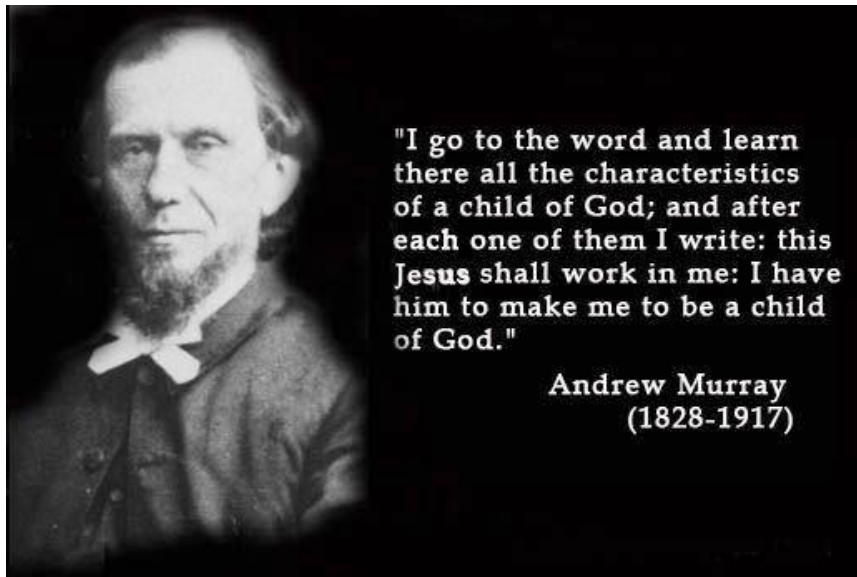 "I go to the word and learn
there all the characteristics
of a child of God; and after
each one of them I write: this
Jesus shall work in me: I have
him to make me to be a child
of God."
Andrew Murray
(1828-1917)